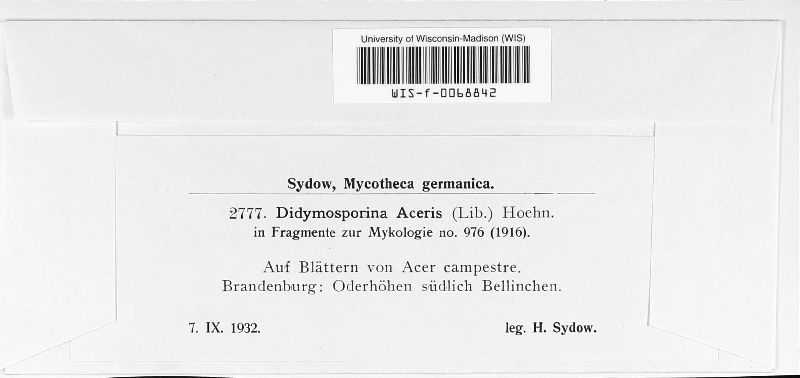 University of Wisconsin-Madison (WIS)
WIS-f-0068842
Sydow, Mycotheca germanica.
2777. Didymosporina Aceris (Lib.) Hoehn.
in Fragmente zur Mykologie no. 976 (1916).
Auf Blättern von Acer campestre.
Brandenburg: Oderhöhen südlich Bellinchen.
7. IX. 1932. leg. H. Sydow.